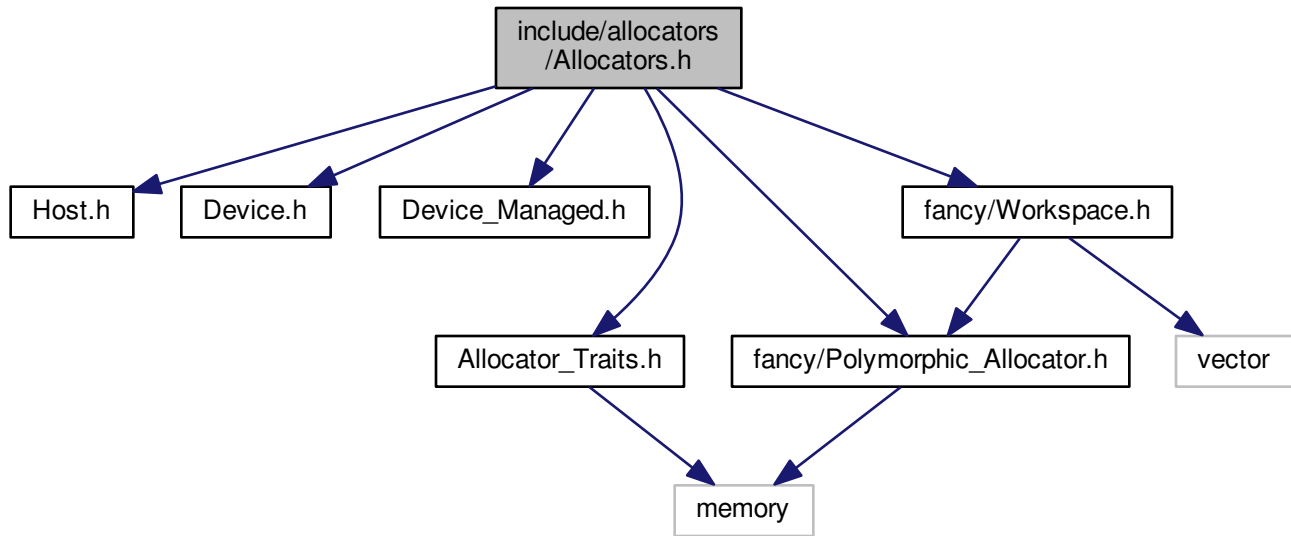 include/allocators
/Allocators.h
Host.h
Device.h
Device_Managed.h
fancy/Workspace.h
Allocator_Traits.h
fancy/Polymorphic_Allocator.h
vector
memory